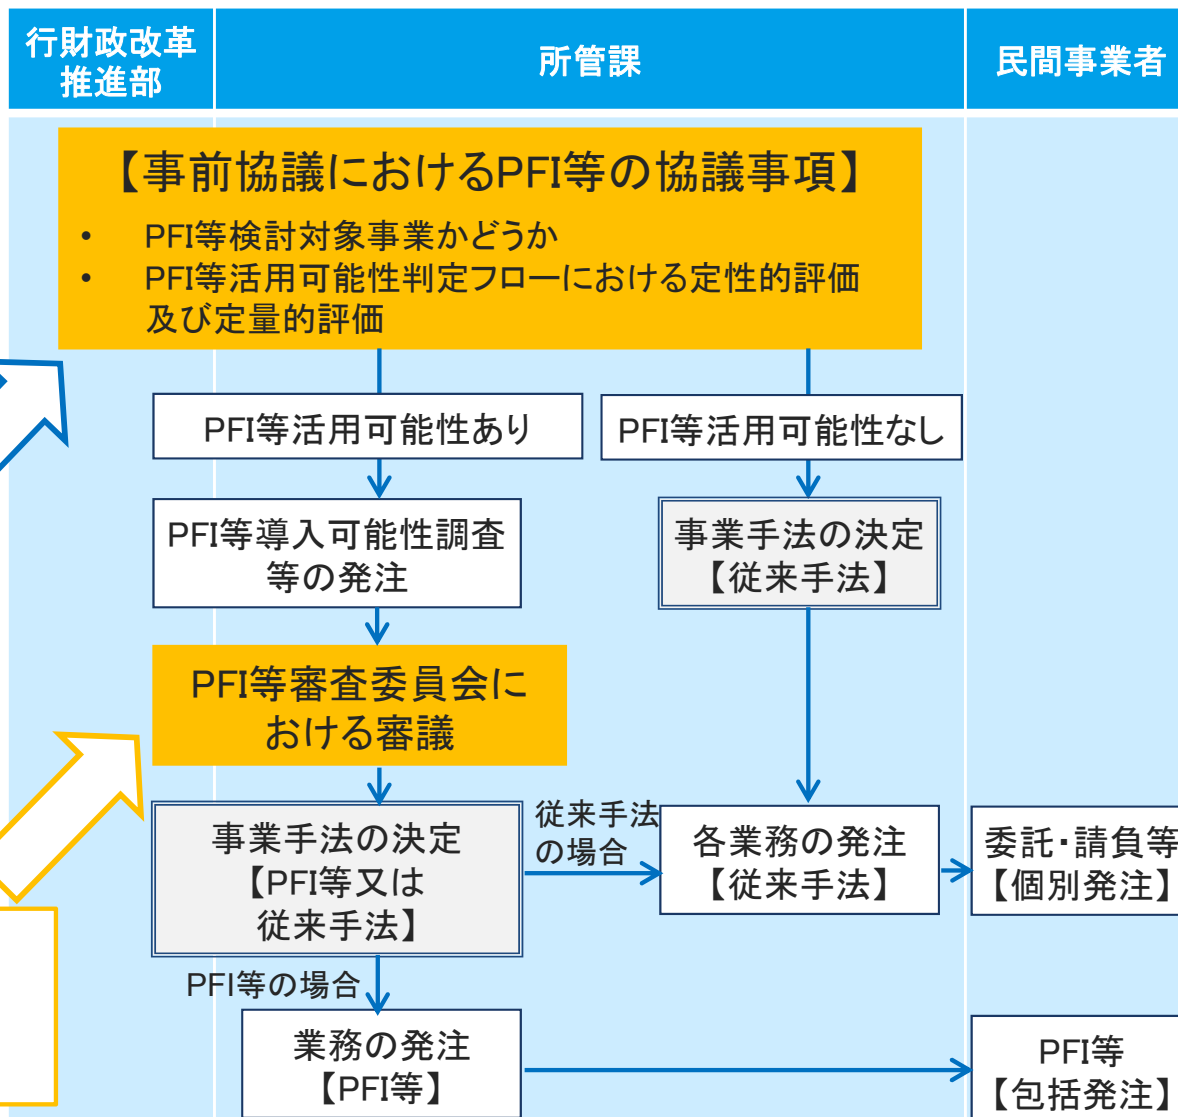 行財政改革
推進部
所管課
民間事業者
【事前協議におけるPFI等の協議事項】
• PFI等検討対象事業かどうか
• PFI等活用可能性判定フローにおける定性的評価
及び定量的評価
PFI等活用可能性あり
PFI等活用可能性なし
PFI等導入可能性調査
等の発注
事業手法の決定
【従来手法】
PFI等審査委員会に
おける審議
事業手法の決定
【PFI等又は
従来手法】
従来手法
の場合
各業務の発注
【従来手法】
委託・請負等
【個別発注】
PFI等の場合
業務の発注
【PFI等】
PFI等
【包括発注】